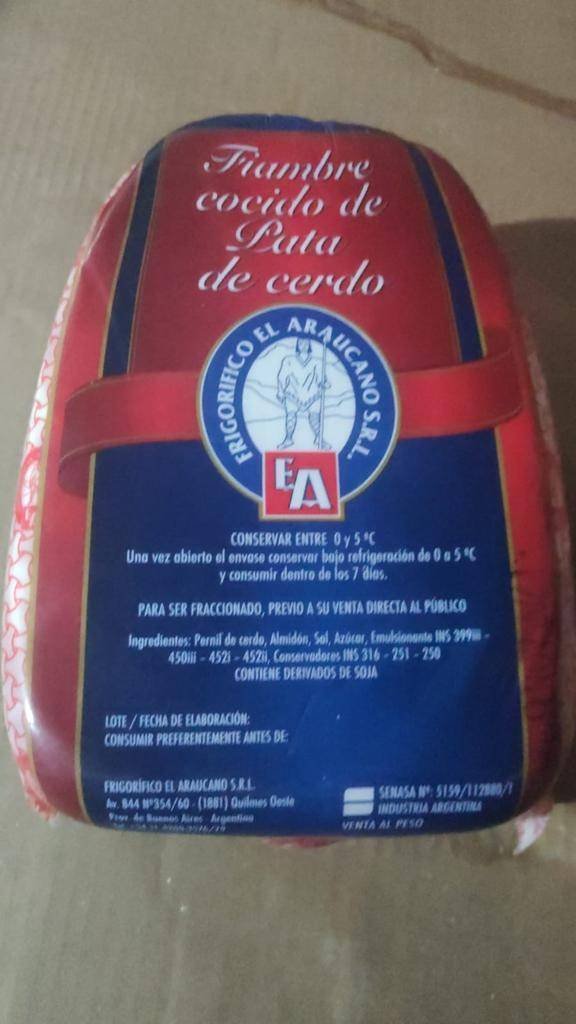 Fiambre
cocido de
Pata
de cerdo
FRIGORIFICO EL ARAUCANO S.R.L.
EA
CONSERVAR ENTRE 0 y 5 °C
Una vez abierto el envase conservar bajo refrigeración de 0 a 5 °C
y consumir dentro de los 7 días.
PARA SER FRACCIONADO, PREVIO A SU VENTA DIRECTA AL PÚBLICO
Ingredientes: Pernil de cerdo, Almidón, Sal, Azúcar, Emulsionante INS -
450iii - 452i - 452ii, Conservadores INS 316 - 251 - 250
CONTIENE DERIVADOS DE SOJA
LOTE / FECHA DE ELABORACIÓN:
CONSUMIR PREFERENTEMENTE ANTES DE:
FRIGORÍFICO EL ARAUCANO S.R.L.
Av. 844 Nº354/60 - (1881) Quilmes Oeste
Prov. de Buenos Aires - Argentina
SENASA Nº: 5159/112880/1
INDUSTRIA ARGENTINA
VENTA AL PESO